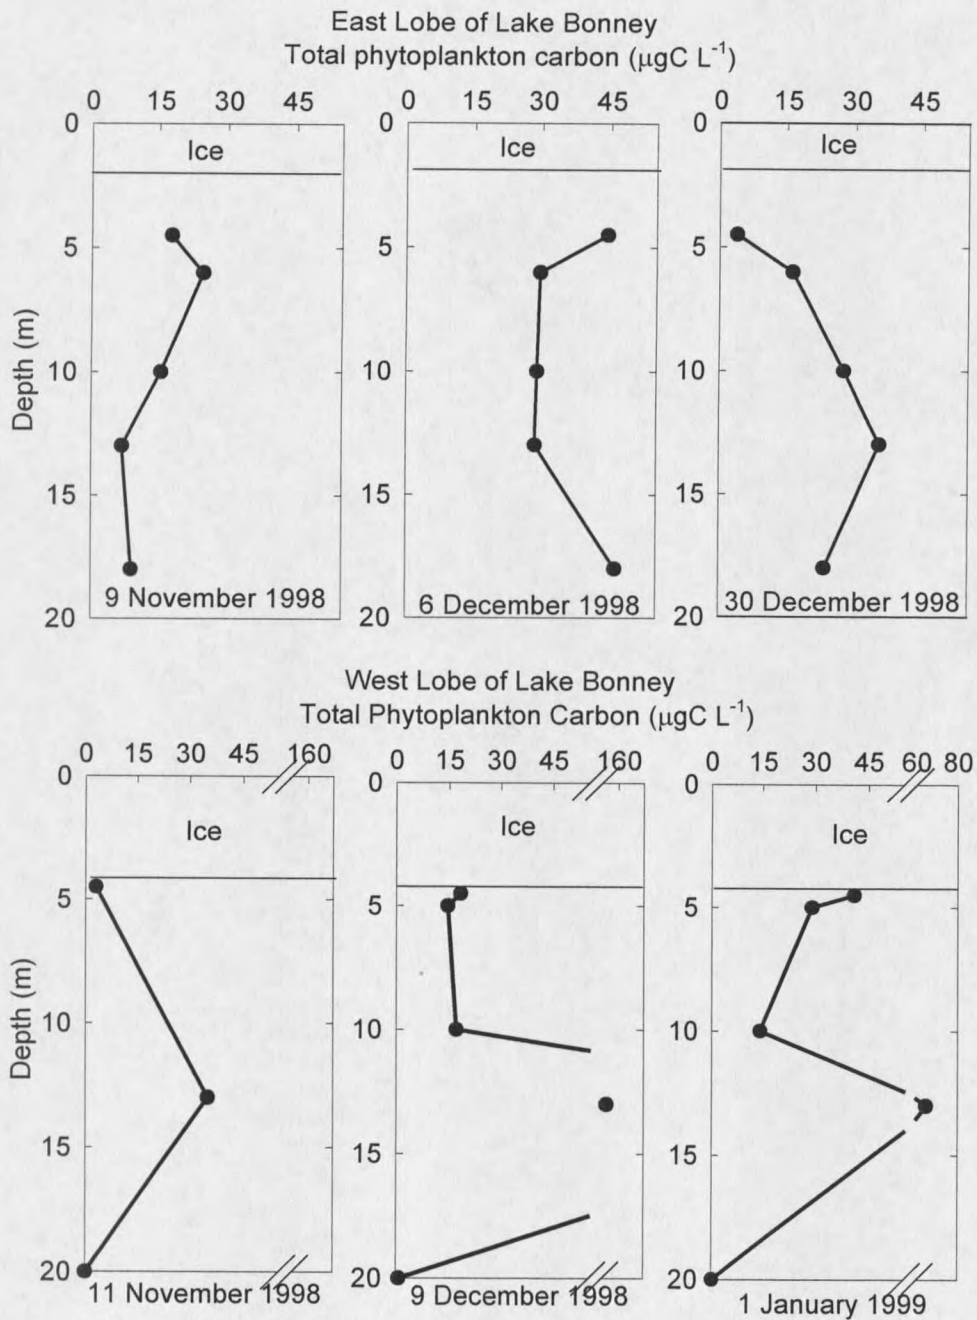 East Lobe of Lake Bonney
Total phytoplankton carbon (μgC L⁻¹)
0 15 30 45
0 15 30 45
0 15 30 45
Depth (m)
0
5
10
15
20
Ice
9 November 1998
0
5
10
15
20
Ice
6 December 1998
0
5
10
15
20
Ice
30 December 1998
West Lobe of Lake Bonney
Total Phytoplankton Carbon (μgC L⁻¹)
0 15 30 45 160
0 15 30 45 160
0 15 30 45 60 80
Depth (m)
0
5
10
15
20
Ice
11 November 1998
0
5
10
15
20
Ice
9 December 1998
0
5
10
15
20
Ice
1 January 1999